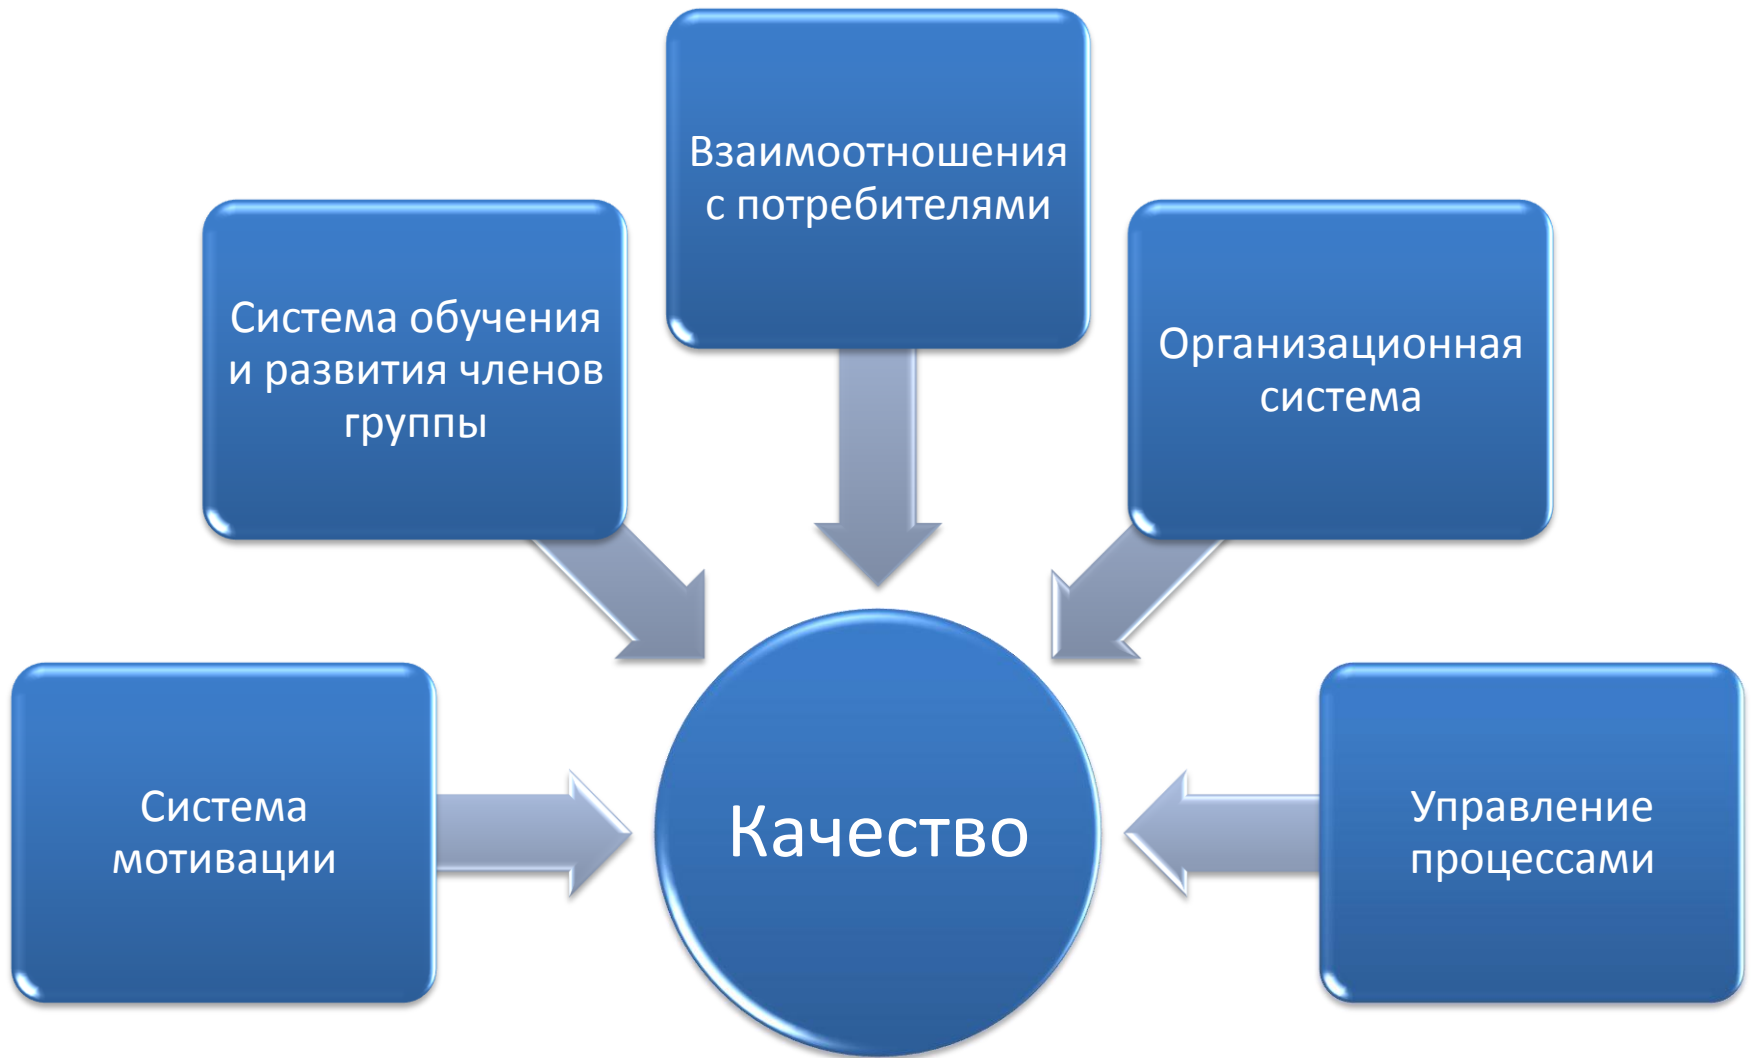 Взаимоотношения
с потребителями
Система обучения
и развития членов
группы
Организационная
система
Система
мотивации
Качество
Управление
процессами